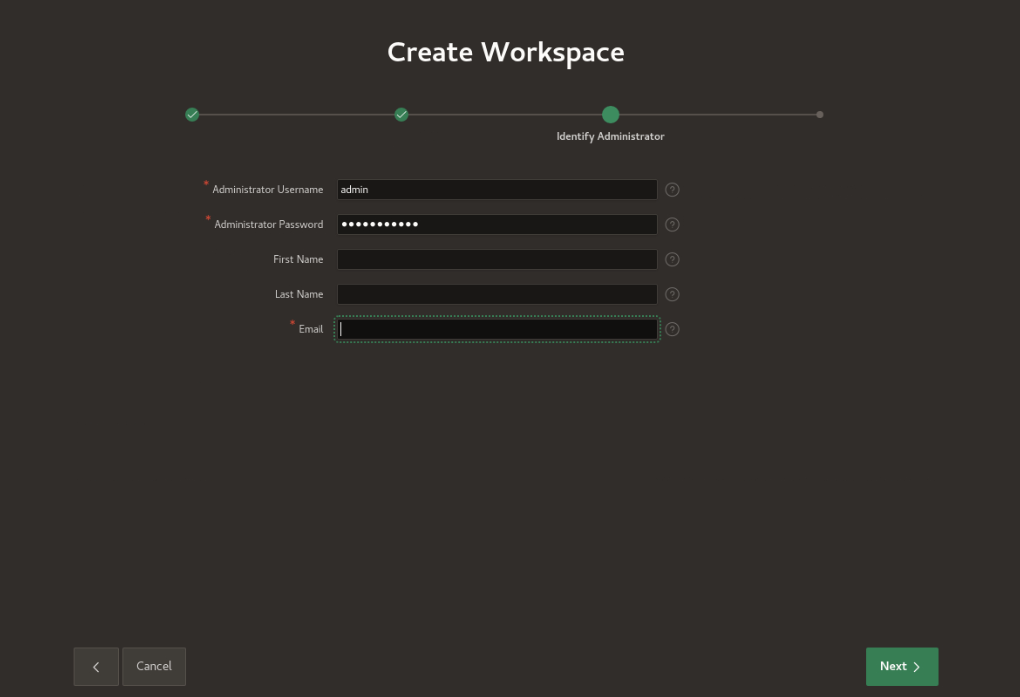 Create Workspace
Identify Administrator
* Administrator Username admin ?
* Administrator Password ••••••••••• ?
First Name ?
Last Name ?
* Email ?
Cancel
Next